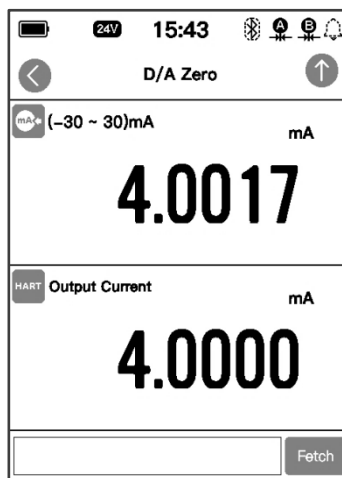 24V 15:43 A B
D/A Zero
mA (-30 ~ 30)mA mA
4.0017
HART Output Current mA
4.0000
Fetch